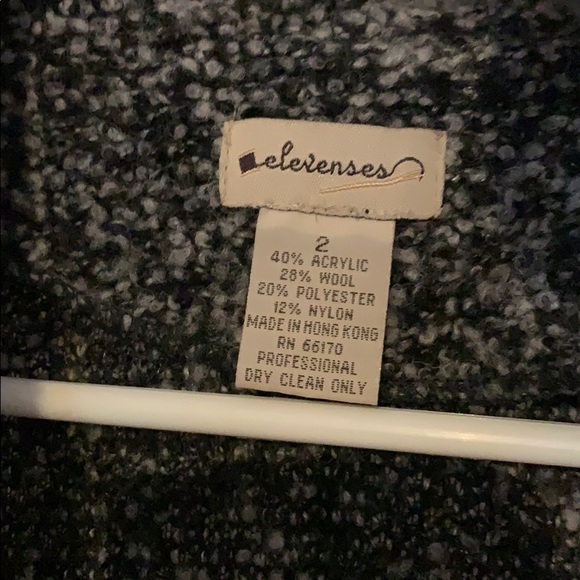 elevenses
2
40% ACRYLIC
28% WOOL
20% POLYESTER
12% NYLON
MADE IN HONG KONG
RN 66170
PROFESSIONAL
DRY CLEAN ONLY